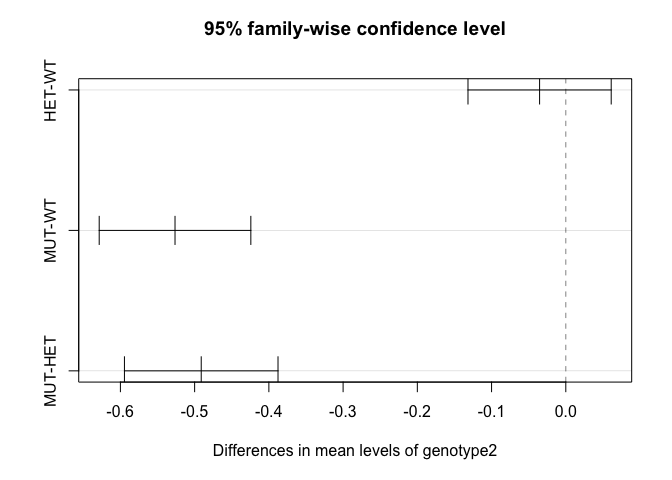 95% family-wise confidence level
HET-WT
MUT-WT
MUT-HET
-0.6 -0.5 -0.4 -0.3 -0.2 -0.1 0.0
Differences in mean levels of genotype2